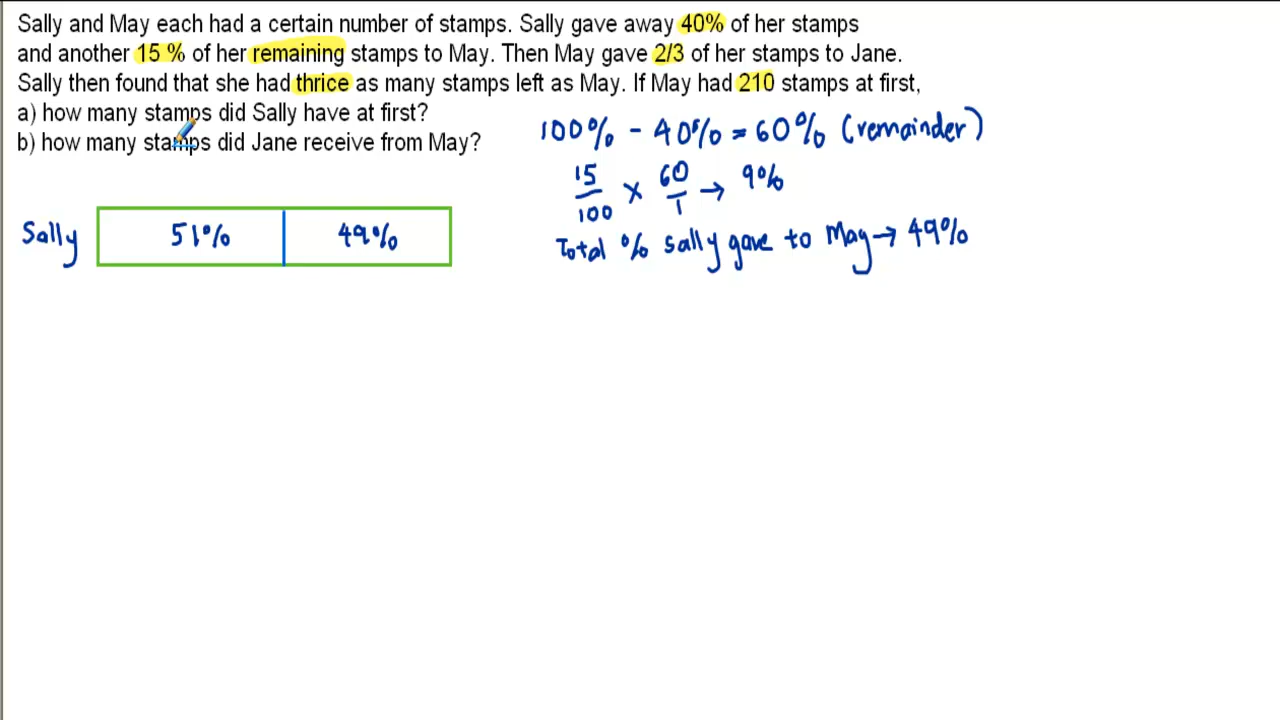 Sally and May each had a certain number of stamps. Sally gave away 40% of her stamps
and another 15 % of her remaining stamps to May. Then May gave 2/3 of her stamps to Jane.
Sally then found that she had thrice as many stamps left as May. If May had 210 stamps at first,
a) how many stamps did Sally have at first?
b) how many stamps did Jane receive from May?
100% - 40% = 60% (remainder)
15/100 × 60/1 → 9%
Total % Sally gave to May → 49%
Sally 51% 49%